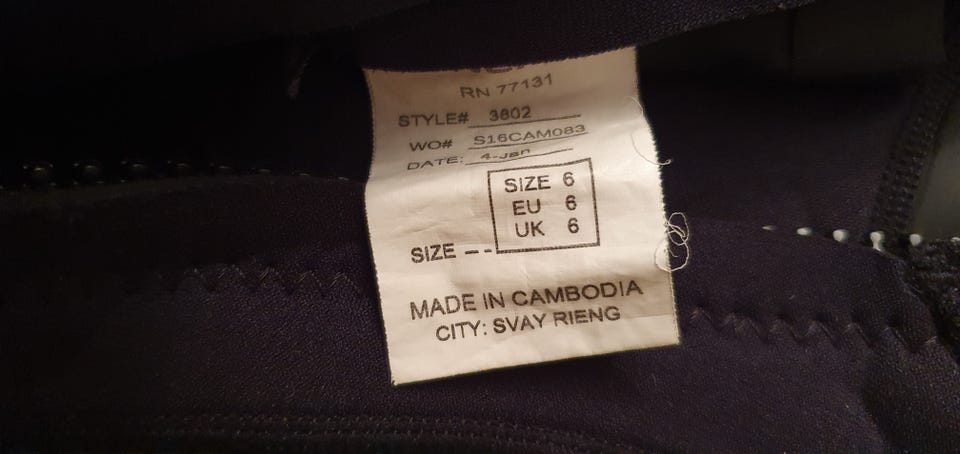 RN 77131
STYLE# 3802
WO# S16CAM083
DATE: 4-Jan
SIZE 6
EU 6
UK 6
SIZE --
MADE IN CAMBODIA
CITY: SVAY RIENG